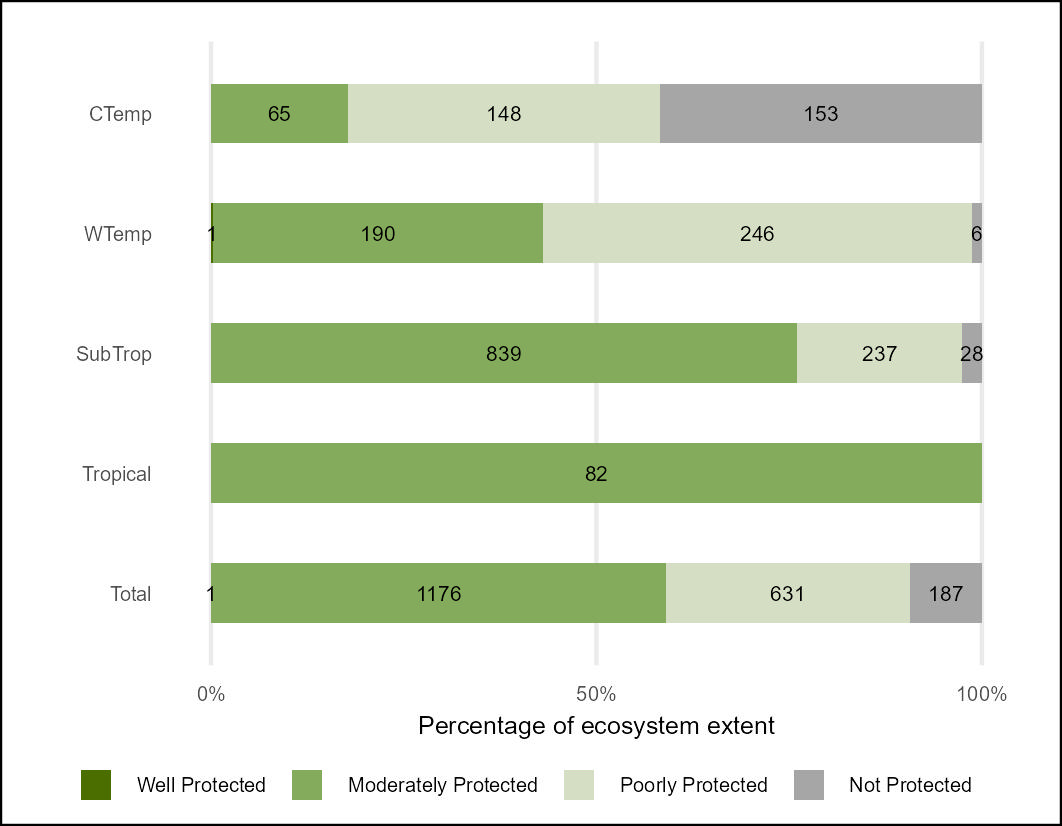 CTemp 65 148 153
WTemp 1 190 246 6
SubTrop 839 237 28
Tropical 82
Total 1 1176 631 187
0% 50% 100%
Percentage of ecosystem extent
Well Protected Moderately Protected Poorly Protected Not Protected